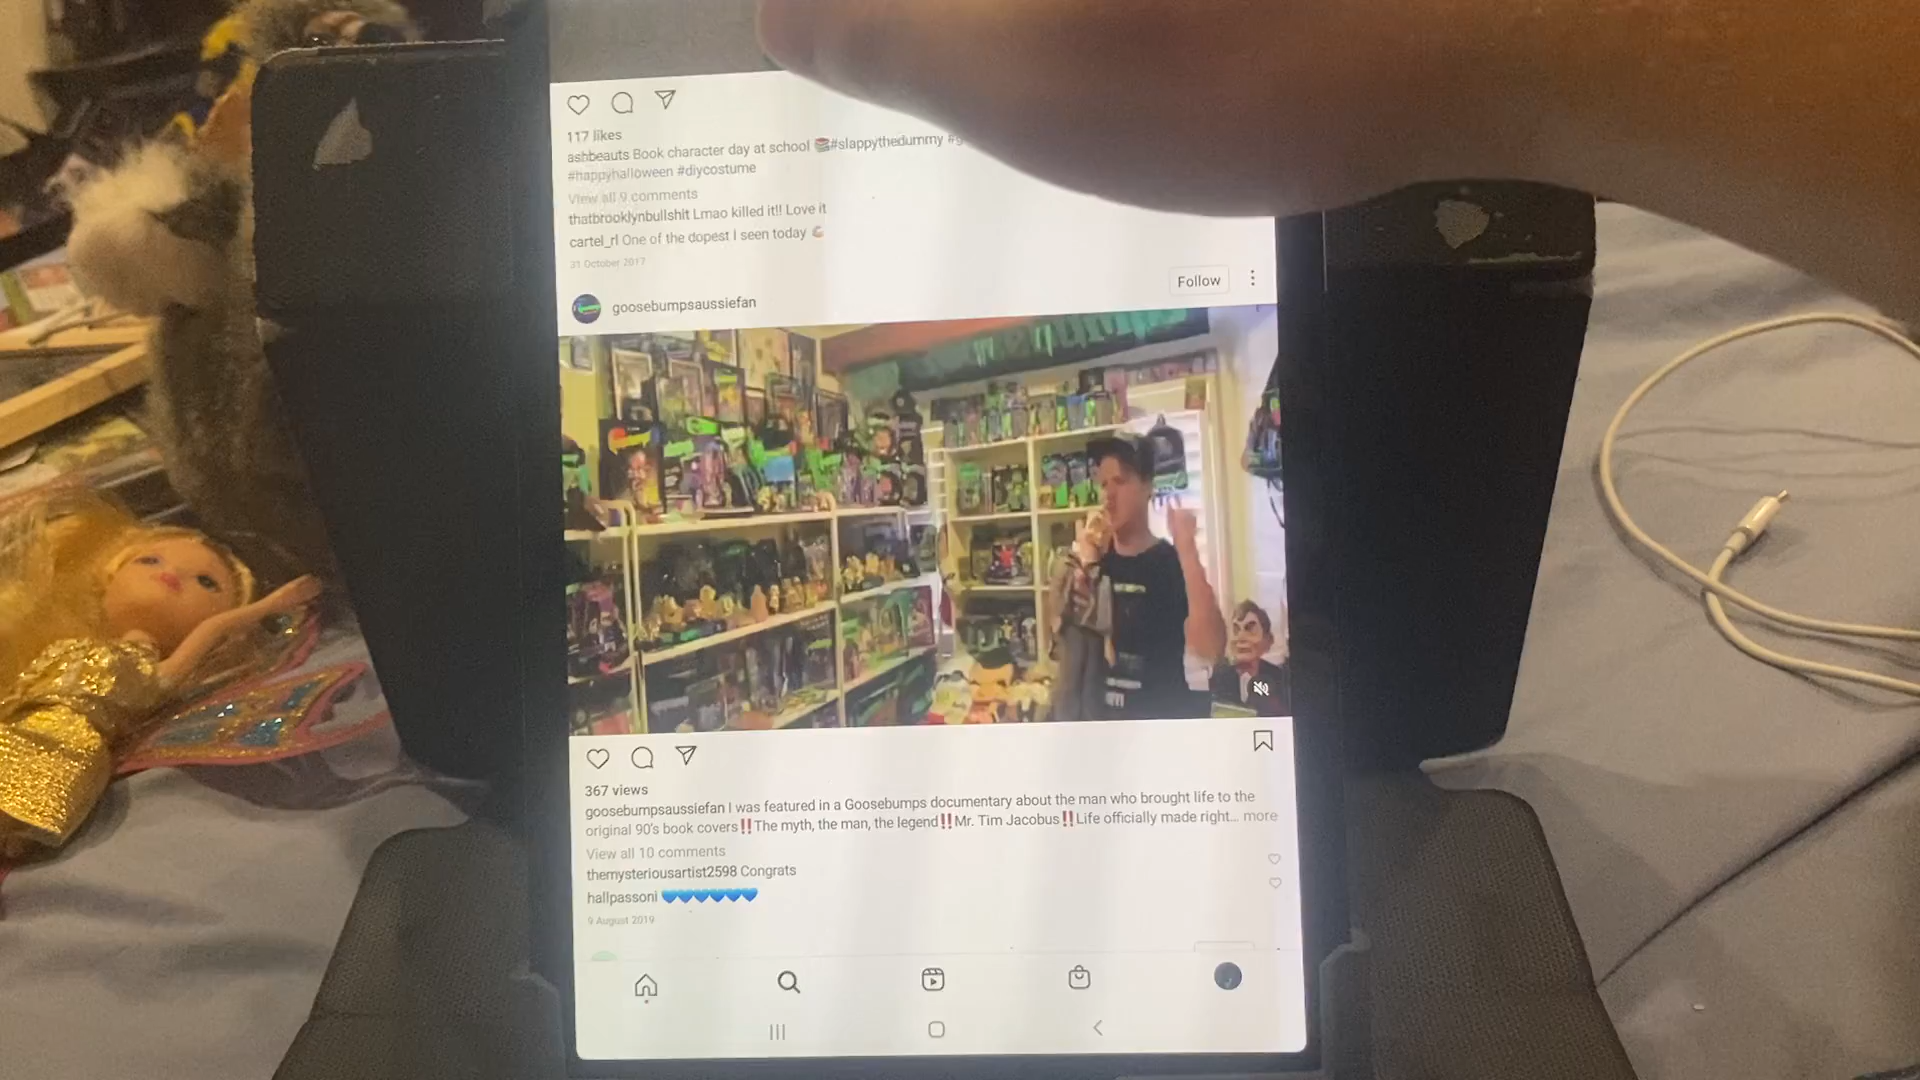 117 likes
ashbeauts Book character day at school #slappythedummy #g
#happyhalloween #diycostume
View all 9 comments
thatbrooklynbullshit Lmao killed it!! Love it
cartel_rl One of the dopest I seen today
31 October 2017
Follow
goosebumpsaussiefan
367 views
goosebumpsaussiefan I was featured in a Goosebumps documentary about the man who brought life to the
original 90's book covers‼️The myth, the man, the legend‼️Mr. Tim Jacobus‼️Life officially made right... more
View all 10 comments
themysteriousartist2598 Congrats
hallpassoni 💙💙💙💙💙💙
9 August 2019